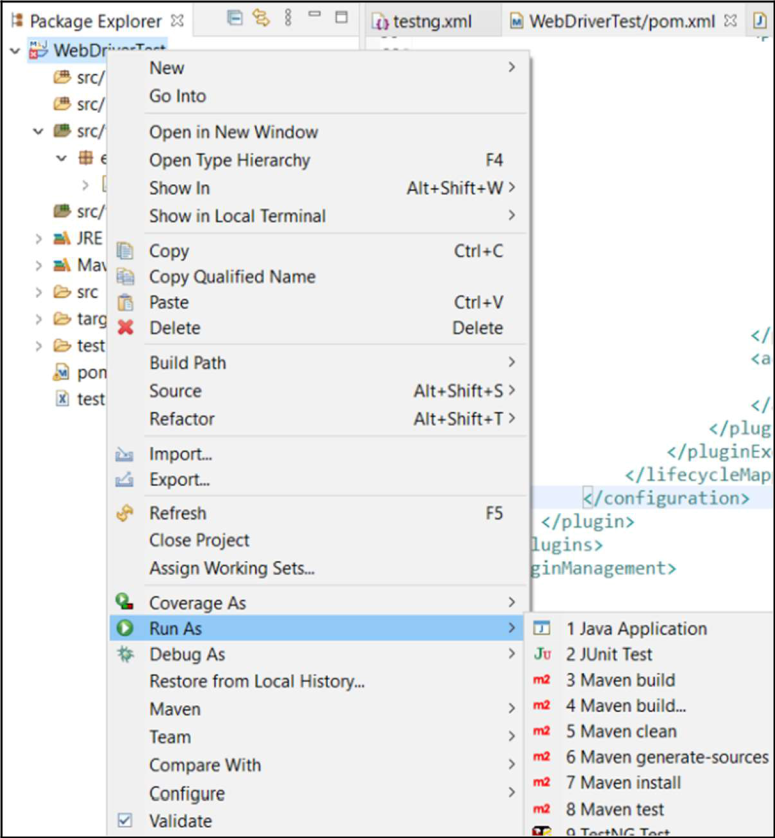 Package Explorer
testng.xml
WebDriverTest/pom.xml
WebDriverTest
src/
src/
src/
src/
JRE
Mav
src
targ
test
pom
test
New
Go Into
Open in New Window
Open Type Hierarchy F4
Show In Alt+Shift+W
Show in Local Terminal
Copy Ctrl+C
Copy Qualified Name
Paste Ctrl+V
Delete Delete
Build Path
Source Alt+Shift+S
Refactor Alt+Shift+T
Import...
Export...
Refresh F5
Close Project
Assign Working Sets...
Coverage As
Run As
Debug As
Restore from Local History...
Maven
Team
Compare With
Configure
Validate
1 Java Application
2 JUnit Test
3 Maven build
4 Maven build...
5 Maven clean
6 Maven generate-sources
7 Maven install
8 Maven test
9 TestNG Test
</
<a
</
</plug
</pluginEx
</lifecycleMap
</configuration>
</plugin>
lugins>
ginManagement>